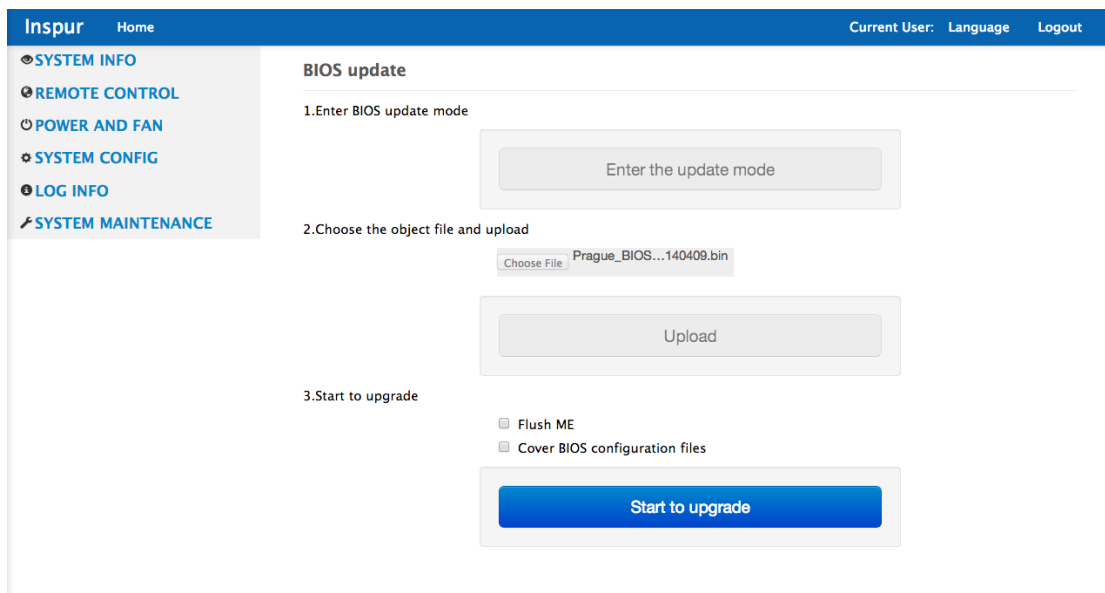 Inspur Home Current User: Language Logout
SYSTEM INFO
REMOTE CONTROL
POWER AND FAN
SYSTEM CONFIG
LOG INFO
SYSTEM MAINTENANCE
BIOS update
1.Enter BIOS update mode
Enter the update mode
2.Choose the object file and upload
Choose File Prague_BIOS...140409.bin
Upload
3.Start to upgrade
Flush ME
Cover BIOS configuration files
Start to upgrade